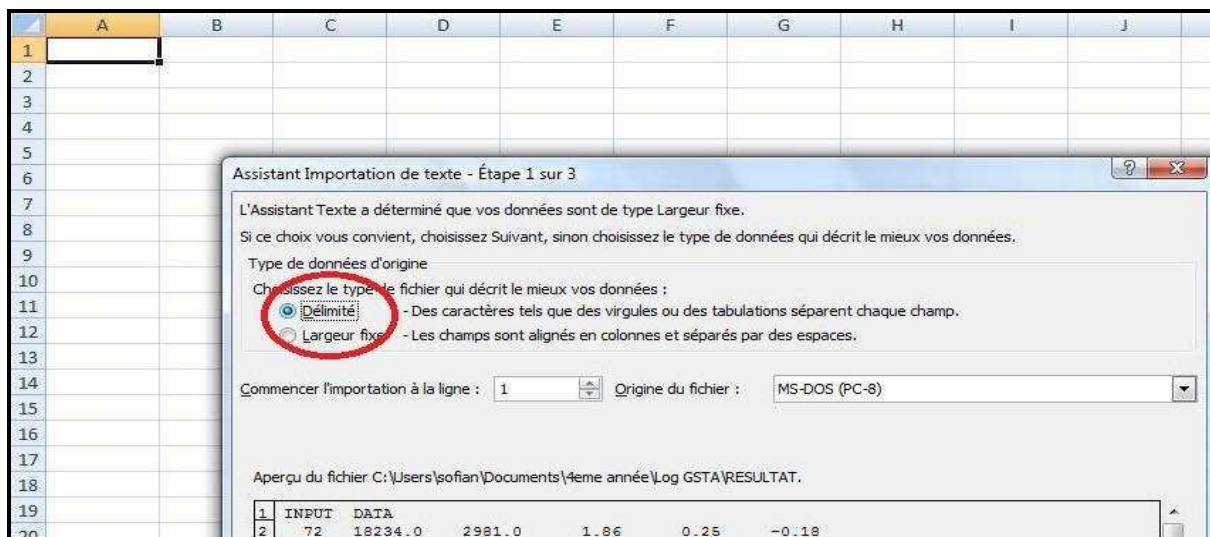 A B C D E F G H I J
1
2
3
4
5
6
7
8
9
10
11
12
13
14
15
16
17
18
19
20
Assistant Importation de texte - Étape 1 sur 3
L'Assistant Texte a déterminé que vos données sont de type Largeur fixe.
Si ce choix vous convient, choisissez Suivant, sinon choisissez le type de données qui décrit le mieux vos données.
Type de données d'origine
Choisissez le type de fichier qui décrit le mieux vos données :
Délimité - Des caractères tels que des virgules ou des tabulations séparent chaque champ.
Largeur fixe - Les champs sont alignés en colonnes et séparés par des espaces.
Commencer l'importation à la ligne : 1 Origine du fichier : MS-DOS (PC-8)
Aperçu du fichier C:\Users\sofian\Documents\4eme année\Log GSTA\RESULTAT.
1 INPUT DATA
2 72 18234.0 2981.0 1.86 0.25 -0.18